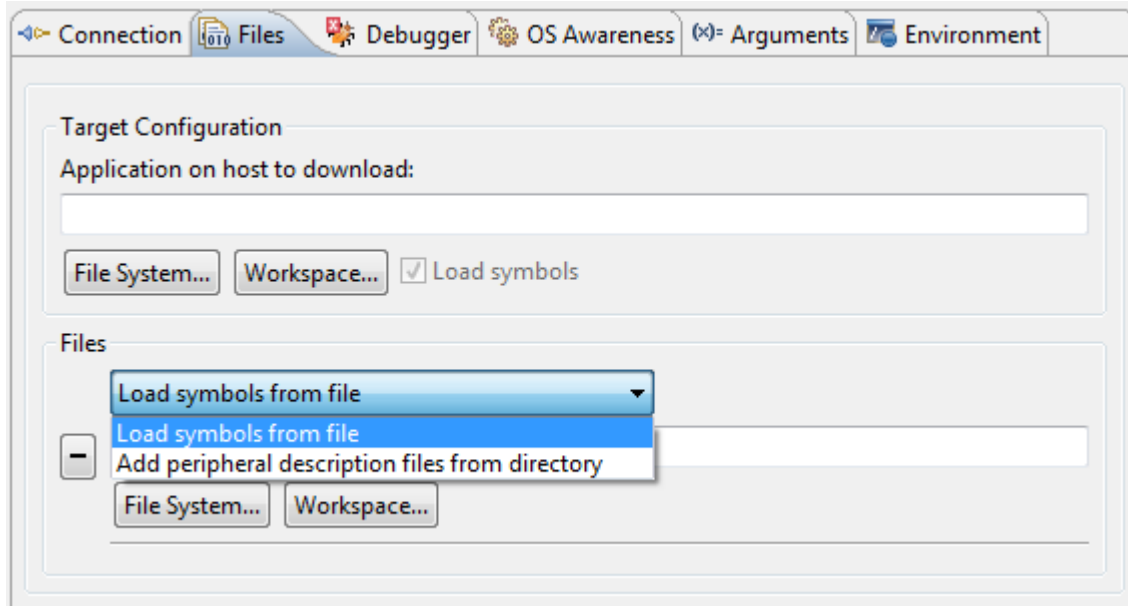 Connection Files Debugger OS Awareness (x)= Arguments Environment
Target Configuration
Application on host to download:
File System... Workspace... Load symbols
Files
Load symbols from file
Load symbols from file
Add peripheral description files from directory
File System... Workspace...